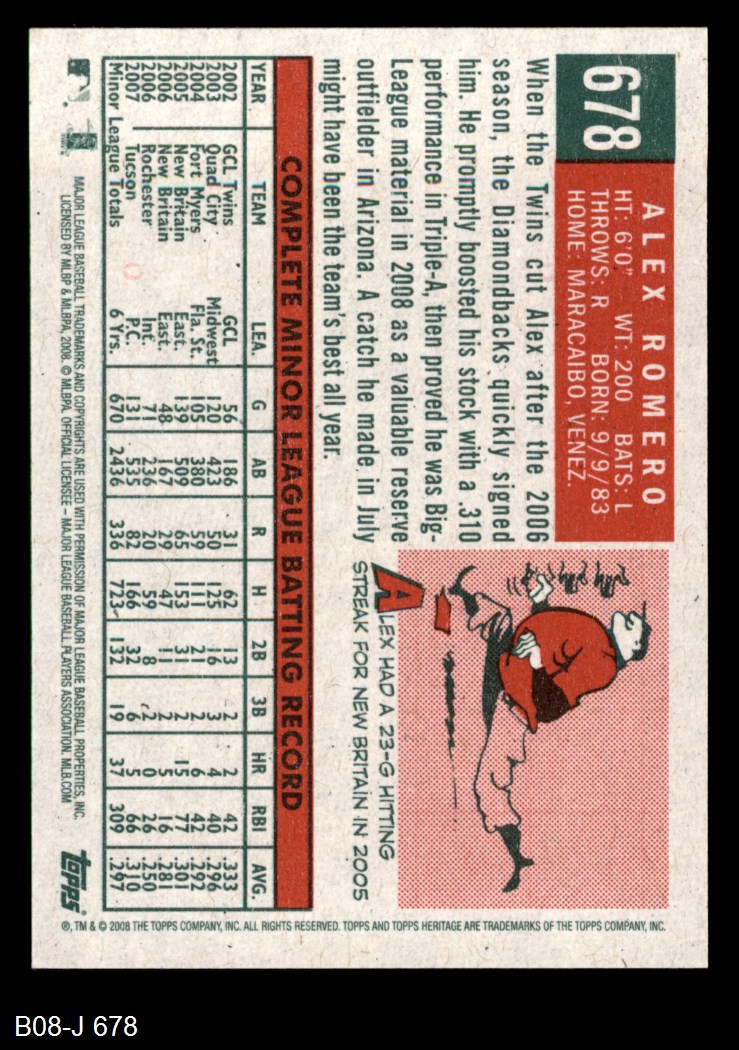 678
ALEX ROMERO
HT: 6'0" WT: 200 BATS: L
THROWS: R BORN: 9/9/83
HOME: MARACAIBO, VENEZ.
When the Twins cut Alex after the 2006
season, the Diamondbacks quickly signed
him. He promptly boosted his stock with a .310
performance in Triple-A, then proved he was Big-
League material in 2008 as a valuable reserve
outfielder in Arizona. A catch he made in July
might have been the team's best all year.
A
ALEX HAD A 23-G HITTING
STREAK FOR NEW BRITAIN IN 2005
COMPLETE MINOR LEAGUE BATTING RECORD
YEAR TEAM LEA. G AB R H 2B 3B HR RBI AVG.
2002 GCL Twins GCL 56 186 31 62 13 2 2 42 .333
2003 Quad City Midwest 120 423 50 125 16 3 4 40 .296
2004 Fort Myers Fla. St. 105 380 59 111 21 2 6 42 .292
2005 New Britain East. 139 509 65 153 31 2 15 77 .301
2006 New Britain East. 48 167 29 47 11 2 5 16 .281
2006 Rochester Int. 71 236 20 59 8 2 0 26 .250
2007 Tucson P.C. 131 535 82 166 32 6 5 66 .310
Minor League Totals 6 Yrs. 670 2436 336 723 132 19 37 309 .297
MAJOR LEAGUE BASEBALL TRADEMARKS AND COPYRIGHTS ARE USED WITH PERMISSION OF MAJOR LEAGUE BASEBALL PROPERTIES, INC.
LICENSED BY MLBP & MLBPA, 2008. © MLBPA. OFFICIAL LICENSEE – MAJOR LEAGUE BASEBALL PLAYERS ASSOCIATION. MLB.COM
topps
®, TM & © 2008 THE TOPPS COMPANY, INC. ALL RIGHTS RESERVED. TOPPS AND TOPPS HERITAGE ARE TRADEMARKS OF THE TOPPS COMPANY, INC.
B08-J 678